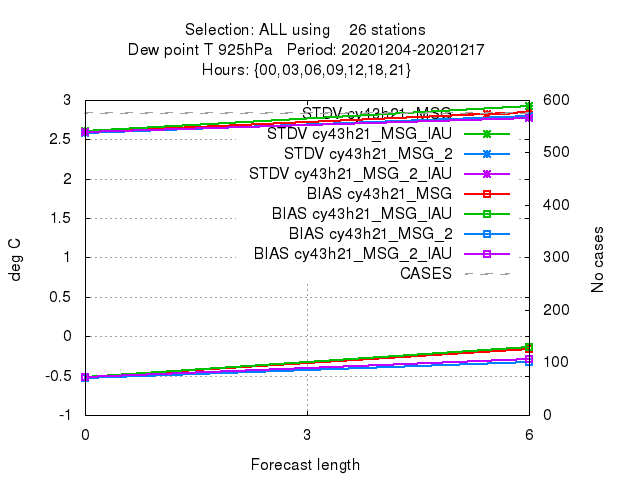 Selection: ALL using 26 stations
Dew point T 925hPa Period: 20201204-20201217
Hours: {00,03,06,09,12,18,21}
3
2.5
2
1.5
1
0.5
0
-0.5
-1
deg C
STDV cy43h21_MSG
STDV cy43h21_MSG_IAU
STDV cy43h21_MSG_2
STDV cy43h21_MSG_2_IAU
BIAS cy43h21_MSG
BIAS cy43h21_MSG_IAU
BIAS cy43h21_MSG_2
BIAS cy43h21_MSG_2_IAU
CASES
600
500
400
300
200
100
0
No cases
0 3 6
Forecast length